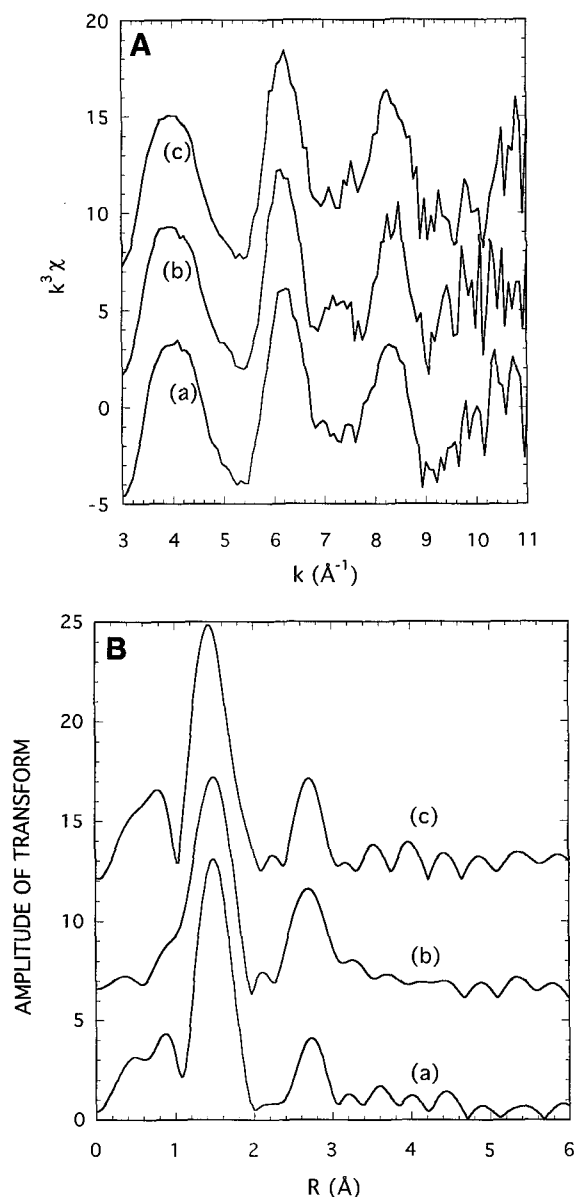 A
20
15
10
5
0
-5
k³χ
(c)
(b)
(a)
3 4 5 6 7 8 9 10 11
k (Å⁻¹)
B
25
20
15
10
5
0
AMPLITUDE OF TRANSFORM
(c)
(b)
(a)
0 1 2 3 4 5 6
R (Å)